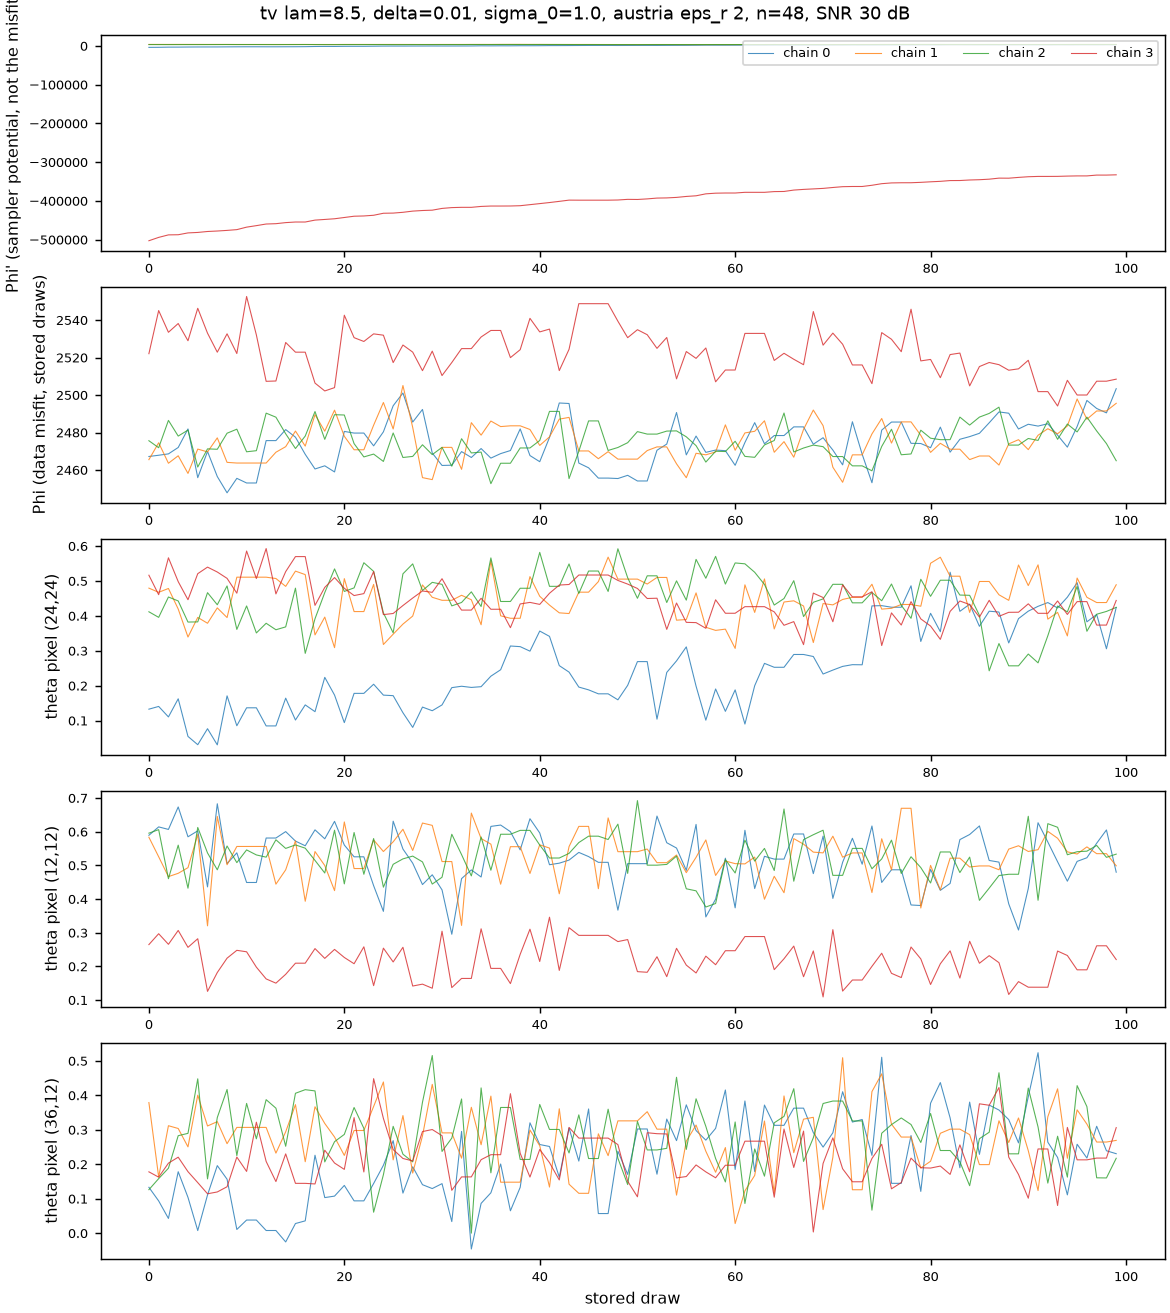 tv lam=8.5, delta=0.01, sigma_0=1.0, austria eps_r 2, n=48, SNR 30 dB
Phi' (sampler potential, not the misfit
0
−100000
−200000
−300000
−400000
−500000
chain 0 chain 1 chain 2 chain 3
0 20 40 60 80 100
Phi (data misfit, stored draws)
2540
2520
2500
2480
2460
0 20 40 60 80 100
theta pixel (24,24)
0.6
0.5
0.4
0.3
0.2
0.1
0 20 40 60 80 100
theta pixel (12,12)
0.7
0.6
0.5
0.4
0.3
0.2
0.1
0 20 40 60 80 100
theta pixel (36,12)
0.5
0.4
0.3
0.2
0.1
0.0
0 20 40 60 80 100
stored draw